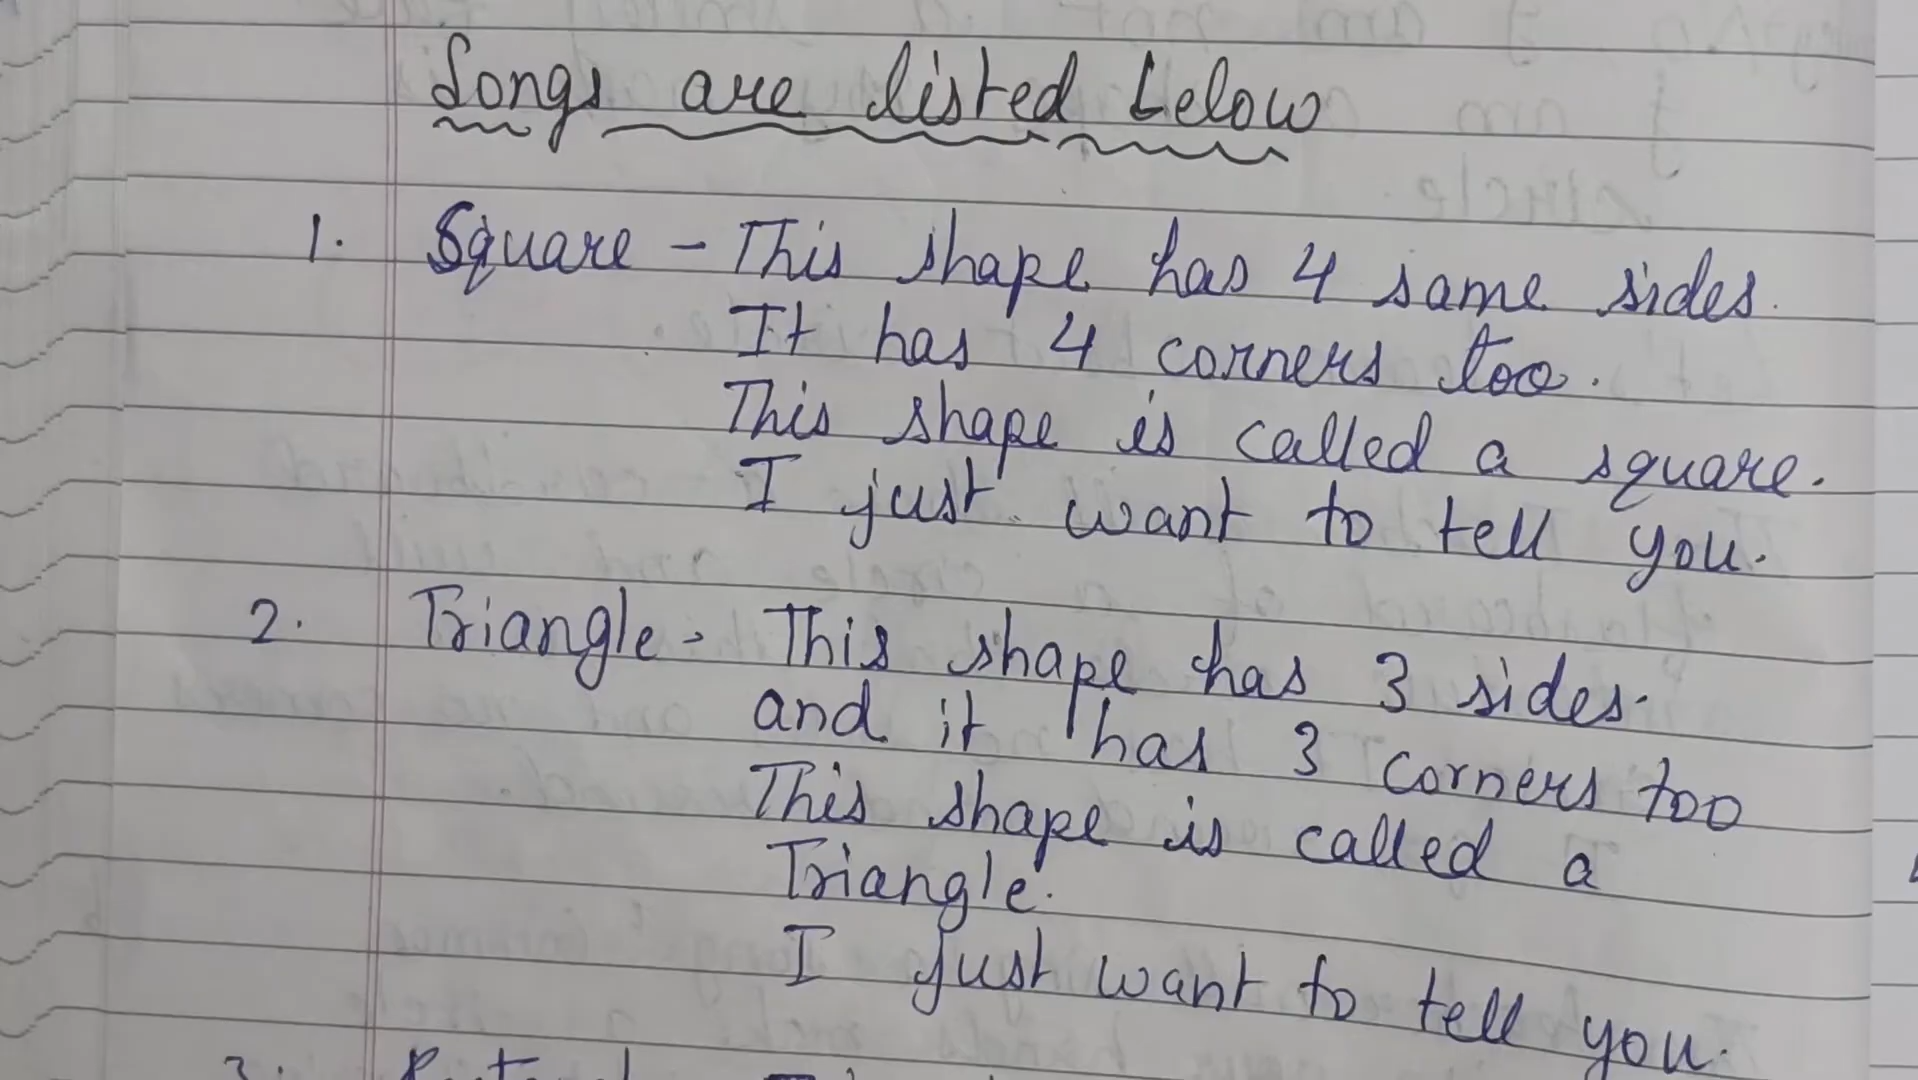 Songs are listed below
1. Square - This shape has 4 same sides.
It has 4 corners too.
This shape is called a square.
I just want to tell you.
2. Triangle - This shape has 3 sides.
and it has 3 corners too
This shape is called a
Triangle.
I just want to tell you.
3.